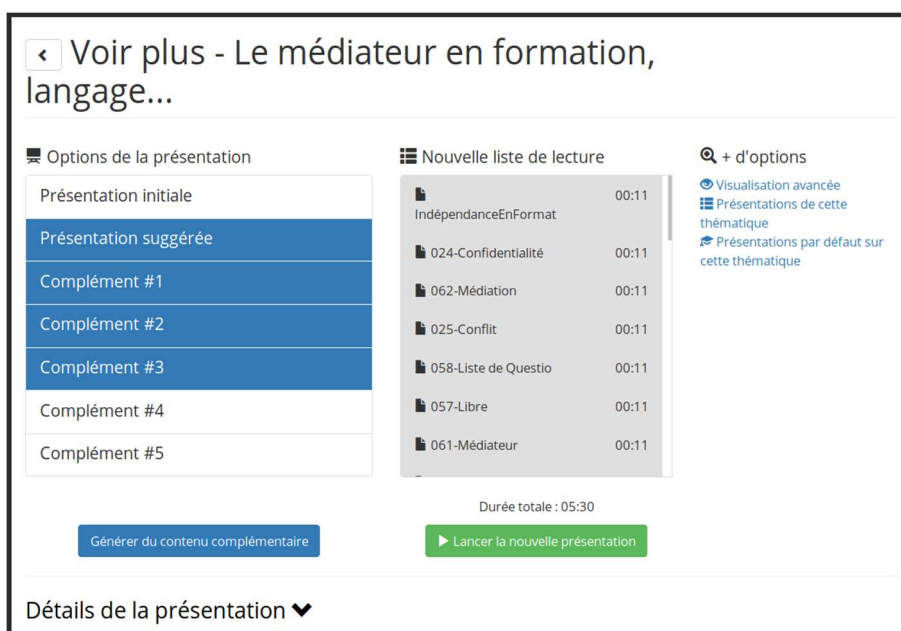 Voir plus - Le médiateur en formation,
langage...
Options de la présentation
Présentation initiale
Présentation suggérée
Complément #1
Complément #2
Complément #3
Complément #4
Complément #5
Générer du contenu complémentaire
Nouvelle liste de lecture
IndépendanceEnFormat 00:11
024-Confidentialité 00:11
062-Médiation 00:11
025-Conflit 00:11
058-Liste de Questio 00:11
057-Libre 00:11
061-Médiateur 00:11
Durée totale : 05:30
Lancer la nouvelle présentation
+ d'options
Visualisation avancée
Présentations de cette
thématique
Présentations par défaut sur
cette thématique
Détails de la présentation